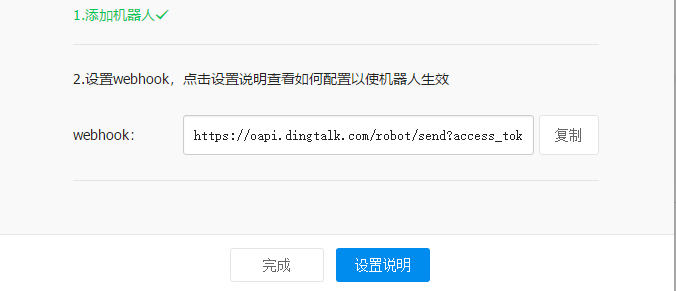 1.添加机器人✓
2.设置webhook，点击设置说明查看如何配置以使机器人生效
webhook： https://oapi.dingtalk.com/robot/send?access_tok 复制
完成 设置说明